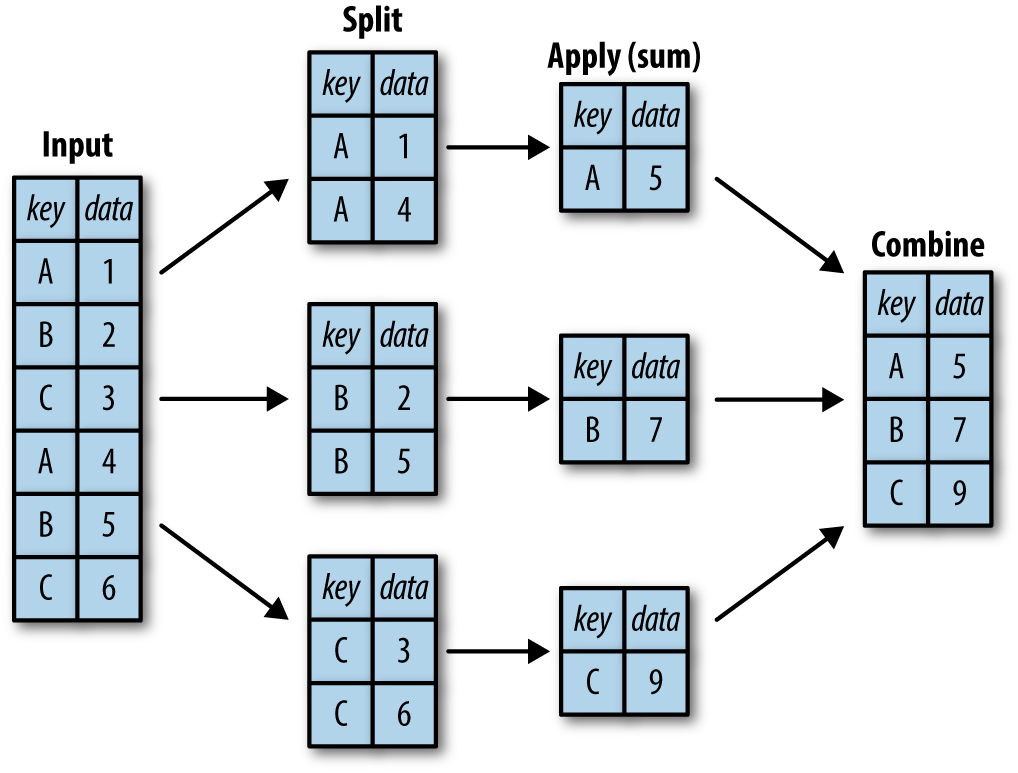 Input
key data
A 1
B 2
C 3
A 4
B 5
C 6
Split
key data
A 1
A 4
key data
B 2
B 5
key data
C 3
C 6
Apply (sum)
key data
A 5
key data
B 7
key data
C 9
Combine
key data
A 5
B 7
C 9